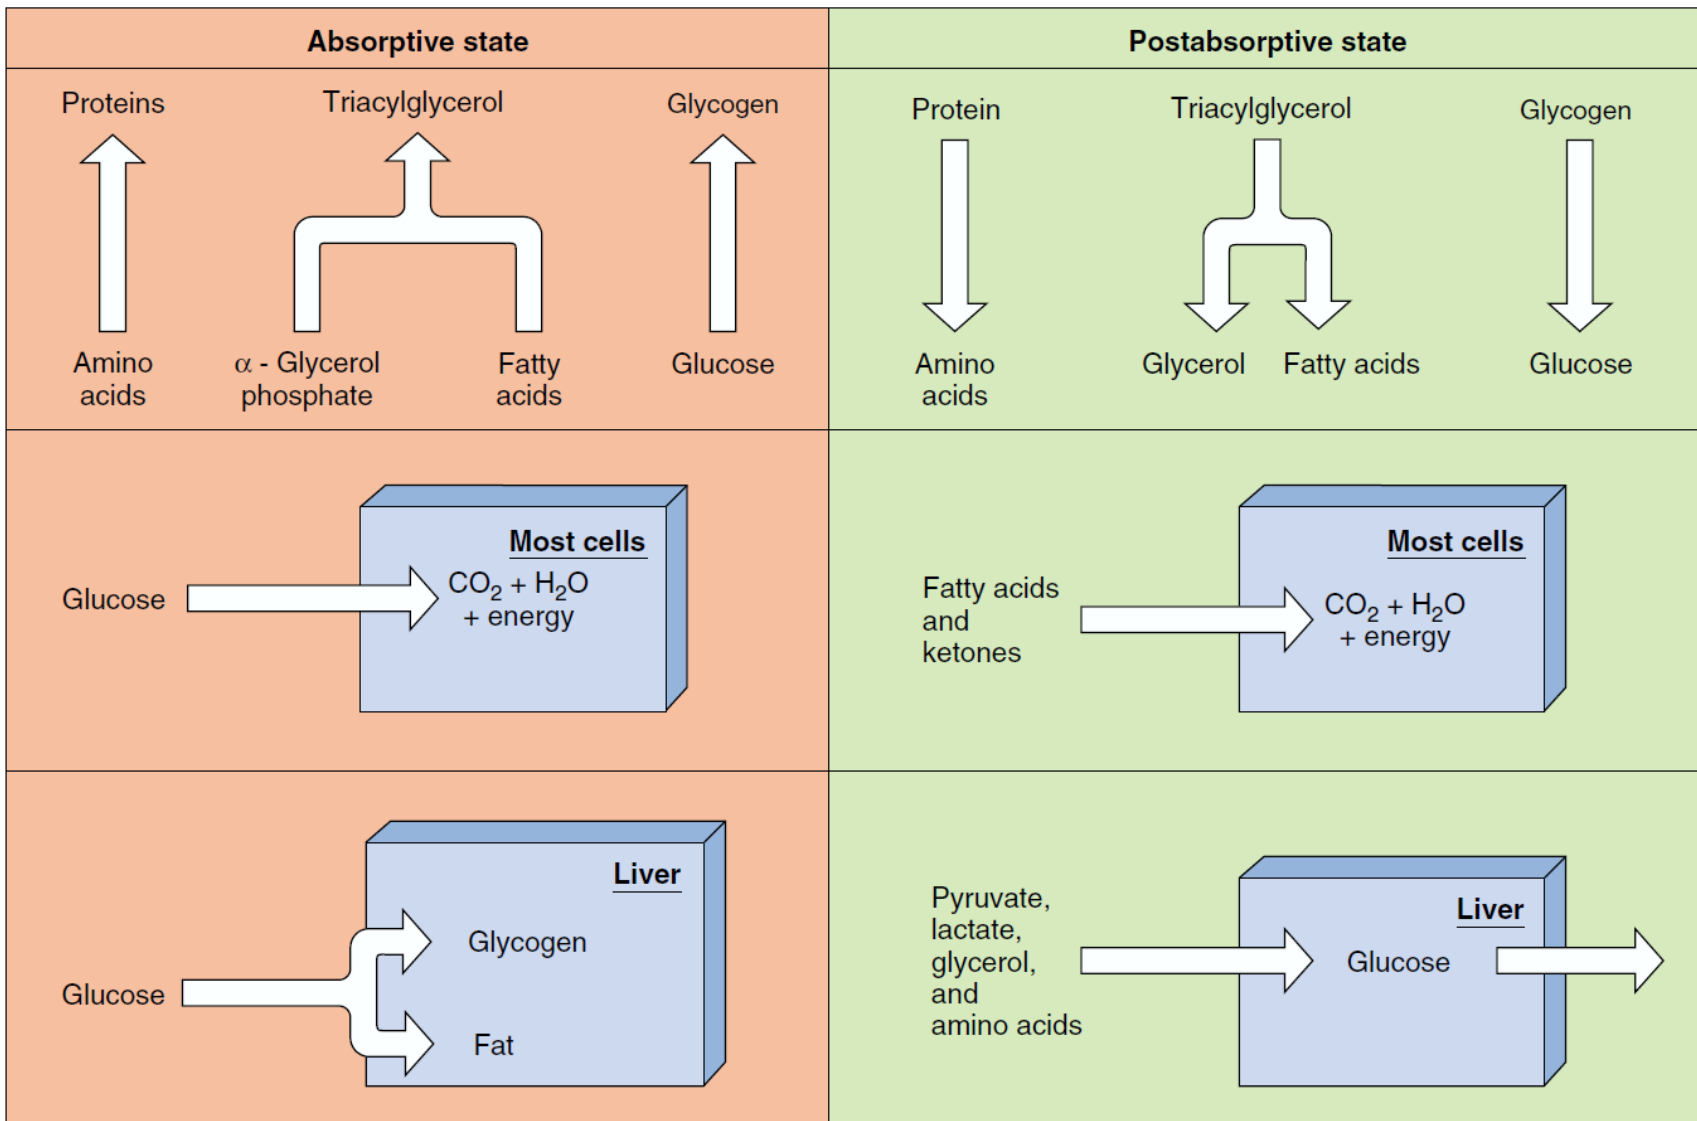 Absorptive state
Postabsorptive state
Proteins
Triacylglycerol
Glycogen
Amino
acids
α - Glycerol
phosphate
Fatty
acids
Glucose
Protein
Triacylglycerol
Glycogen
Amino
acids
Glycerol
Fatty acids
Glucose
Glucose
Most cells
CO₂ + H₂O
+ energy
Fatty acids
and
ketones
Most cells
CO₂ + H₂O
+ energy
Glucose
Liver
Glycogen
Fat
Pyruvate,
lactate,
glycerol,
and
amino acids
Liver
Glucose